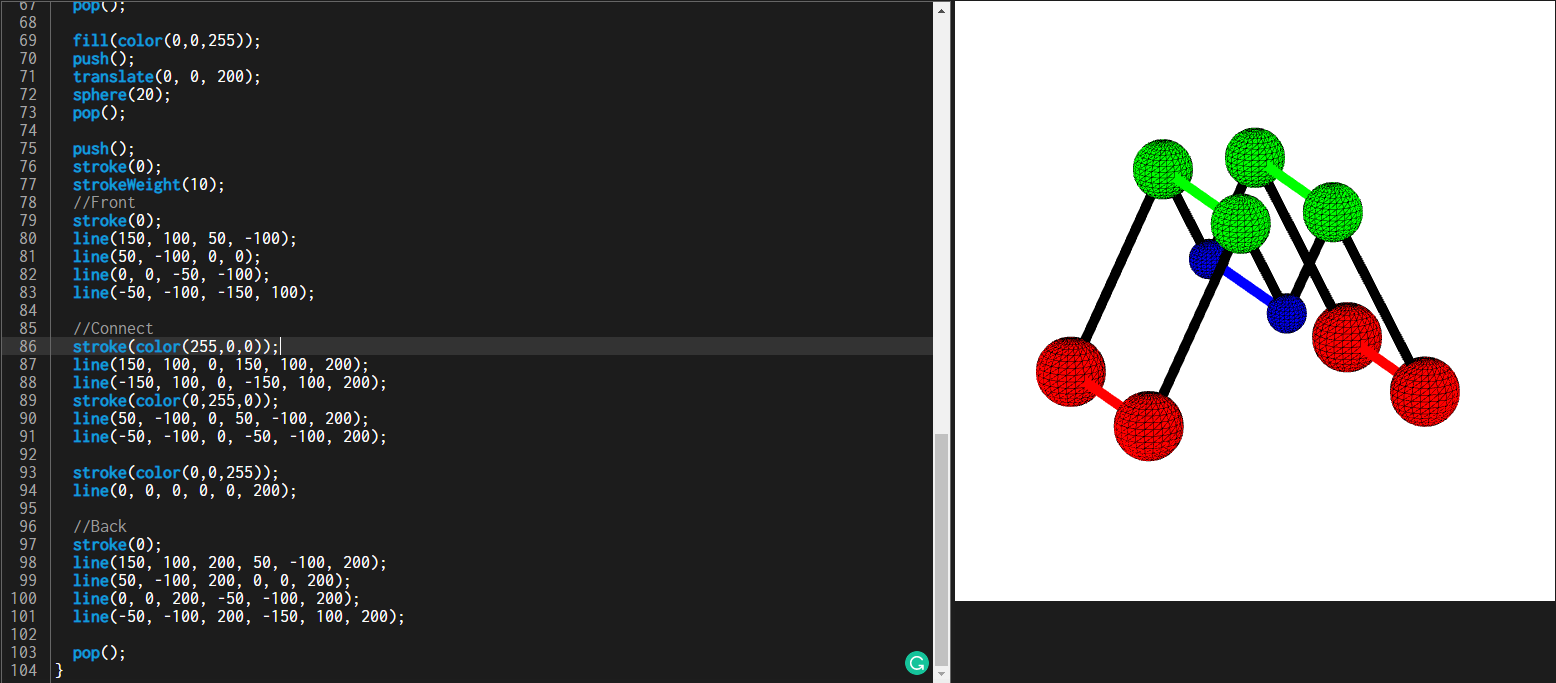 67 pop();
68
69 fill(color(0,0,255));
70 push();
71 translate(0, 0, 200);
72 sphere(20);
73 pop();
74
75 push();
76 stroke(0);
77 strokeWeight(10);
78 //Front
79 stroke(0);
80 line(150, 100, 50, -100);
81 line(50, -100, 0, 0);
82 line(0, 0, -50, -100);
83 line(-50, -100, -150, 100);
84
85 //Connect
86 stroke(color(255,0,0));
87 line(150, 100, 0, 150, 100, 200);
88 line(-150, 100, 0, -150, 100, 200);
89 stroke(color(0,255,0));
90 line(50, -100, 0, 50, -100, 200);
91 line(-50, -100, 0, -50, -100, 200);
92
93 stroke(color(0,0,255));
94 line(0, 0, 0, 0, 0, 200);
95
96 //Back
97 stroke(0);
98 line(150, 100, 200, 50, -100, 200);
99 line(50, -100, 200, 0, 0, 200);
100 line(0, 0, 200, -50, -100, 200);
101 line(-50, -100, 200, -150, 100, 200);
102
103 pop();
104 }